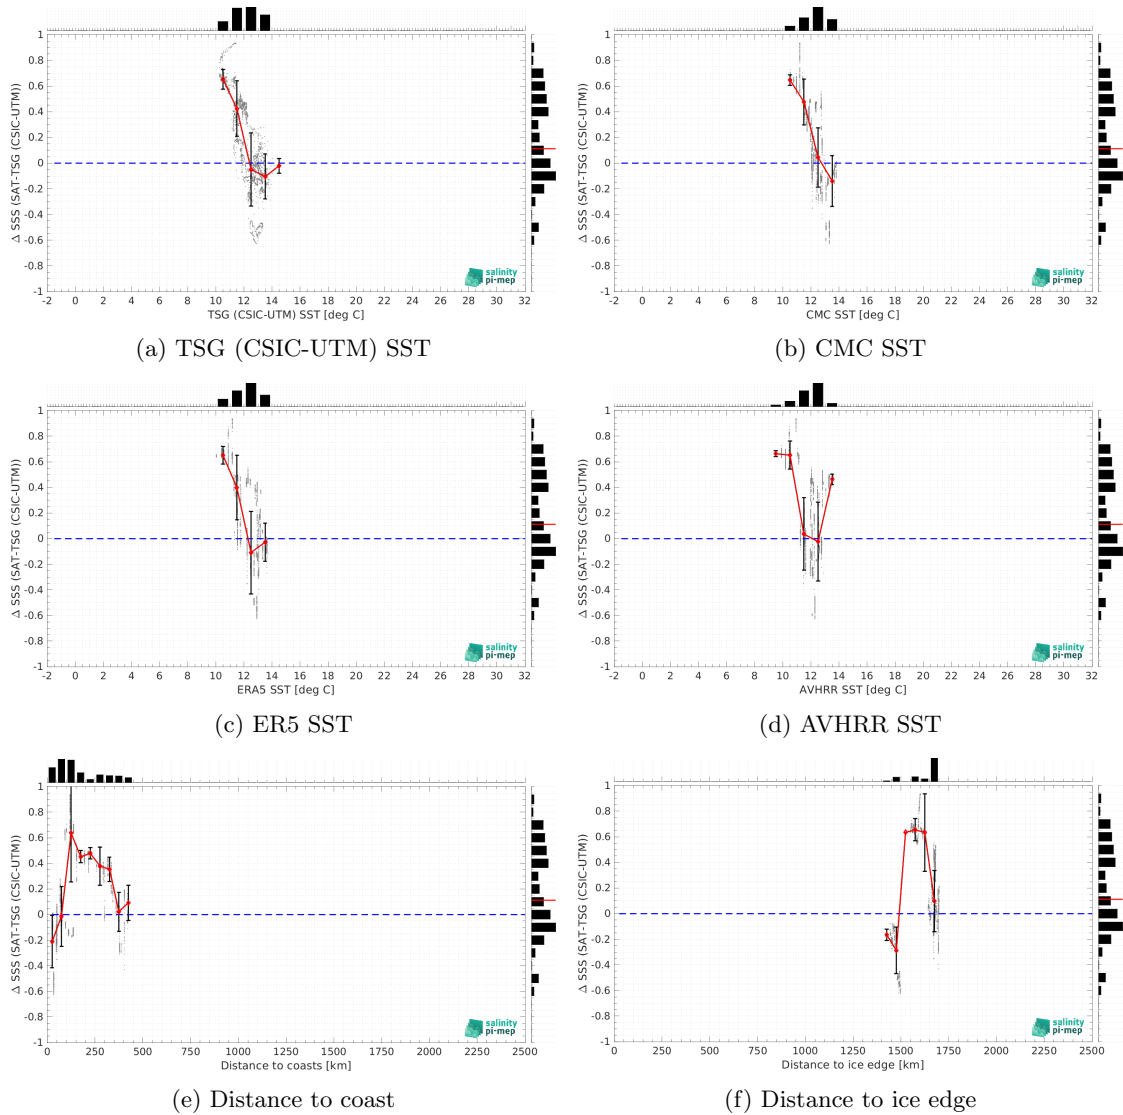 1
0.8
0.6
0.4
0.2
0
-0.2
-0.4
-0.6
-0.8
-1
Δ SSS (SAT-TSG (CSIC-UTM))
salinity
pi-mep
-2 0 2 4 6 8 10 12 14 16 18 20 22 24 26 28 30 32
TSG (CSIC-UTM) SST [deg C]
(a) TSG (CSIC-UTM) SST
1
0.8
0.6
0.4
0.2
0
-0.2
-0.4
-0.6
-0.8
-1
Δ SSS (SAT-TSG (CSIC-UTM))
salinity
pi-mep
-2 0 2 4 6 8 10 12 14 16 18 20 22 24 26 28 30 32
CMC SST [deg C]
(b) CMC SST
1
0.8
0.6
0.4
0.2
0
-0.2
-0.4
-0.6
-0.8
-1
Δ SSS (SAT-TSG (CSIC-UTM))
salinity
pi-mep
-2 0 2 4 6 8 10 12 14 16 18 20 22 24 26 28 30 32
ERA5 SST [deg C]
(c) ER5 SST
1
0.8
0.6
0.4
0.2
0
-0.2
-0.4
-0.6
-0.8
-1
Δ SSS (SAT-TSG (CSIC-UTM))
salinity
pi-mep
-2 0 2 4 6 8 10 12 14 16 18 20 22 24 26 28 30 32
AVHRR SST [deg C]
(d) AVHRR SST
1
0.8
0.6
0.4
0.2
0
-0.2
-0.4
-0.6
-0.8
-1
Δ SSS (SAT-TSG (CSIC-UTM))
salinity
pi-mep
0 250 500 750 1000 1250 1500 1750 2000 2250 2500
Distance to coasts [km]
(e) Distance to coast
1
0.8
0.6
0.4
0.2
0
-0.2
-0.4
-0.6
-0.8
-1
Δ SSS (SAT-TSG (CSIC-UTM))
salinity
pi-mep
0 250 500 750 1000 1250 1500 1750 2000 2250 2500
Distance to ice edge [km]
(f) Distance to ice edge